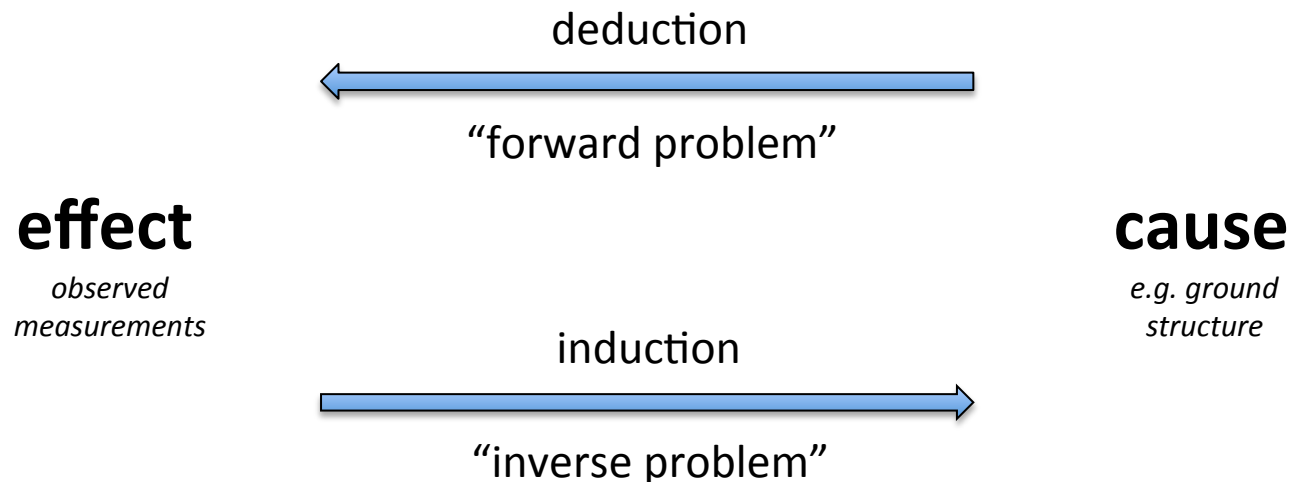 deduction
“forward problem”
effect
observed
measurements
cause
e.g. ground
structure
induction
“inverse problem”